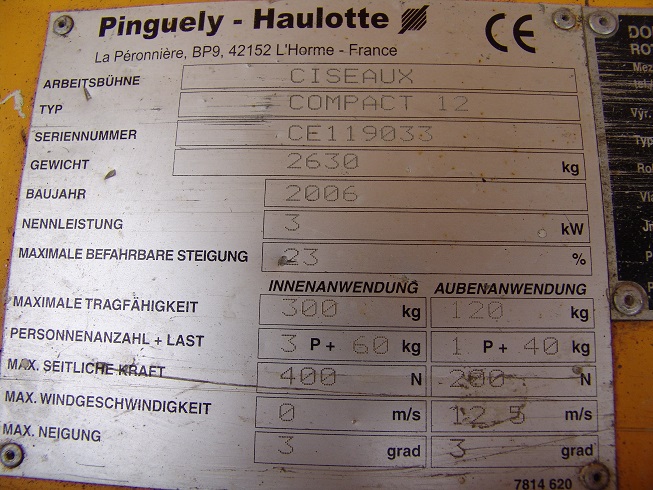 Pinguely - Haulotte
La Péronnière, BP9, 42152 L'Horme - France
CE
ARBEITSBÜHNE CISEAUX
TYP COMPACT 12
SERIENNUMMER CE119033
GEWICHT 2630 kg
BAUJAHR 2006
NENNLEISTUNG 3 kW
MAXIMALE BEFAHRBARE STEIGUNG 23 %
INNENANWENDUNG AUBENANWENDUNG
MAXIMALE TRAGFÄHIGKEIT 300 kg 120 kg
PERSONNENANZAHL + LAST 3 P + 60 kg 1 P + 40 kg
MAX. SEITLICHE KRAFT 400 N 200 N
MAX. WINDGESCHWINDIGKEIT 0 m/s 12.5 m/s
MAX. NEIGUNG 3 grad 3 grad
7814 620